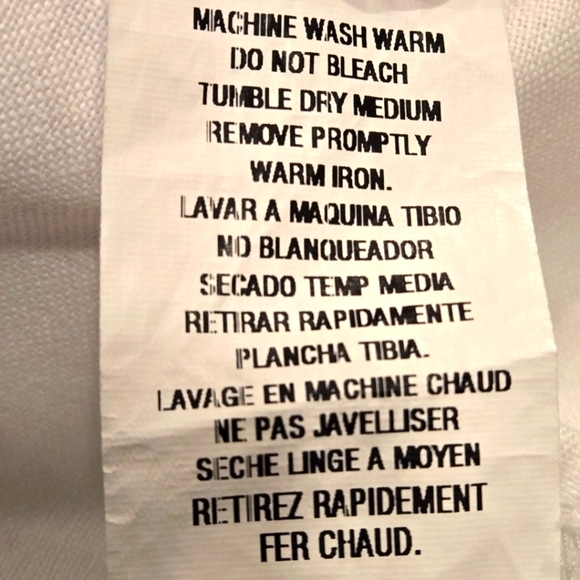 MACHINE WASH WARM
DO NOT BLEACH
TUMBLE DRY MEDIUM
REMOVE PROMPTLY
WARM IRON.
LAVAR A MAQUINA TIBIO
NO BLANQUEADOR
SECADO TEMP MEDIA
RETIRAR RAPIDAMENTE
PLANCHA TIBIA.
LAVAGE EN MACHINE CHAUD
NE PAS JAVELLISER
SECHE LINGE A MOYEN
RETIREZ RAPIDEMENT
FER CHAUD.